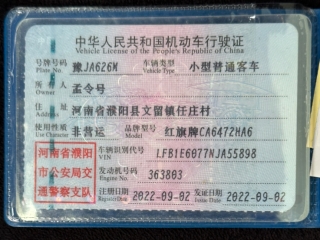 中华人民共和国机动车行驶证
Vehicle License of the People's Republic of China
号牌号码 豫JA626M 车辆类型 小型普通客车
Plate No. Vehicle Type
所有人 孟令号
Owner
住址 河南省濮阳县文留镇任庄村
Address
使用性质 非营运 品牌型号 红旗牌CA6472HA6
Use Character Model
河南省濮阳
市公安局交
通警察支队
车辆识别代号 LFB1E6077NJA55898
VIN
发动机号码 363803
Engine No.
注册日期 2022-09-02 发证日期 2022-09-02
Register Date Issue Date